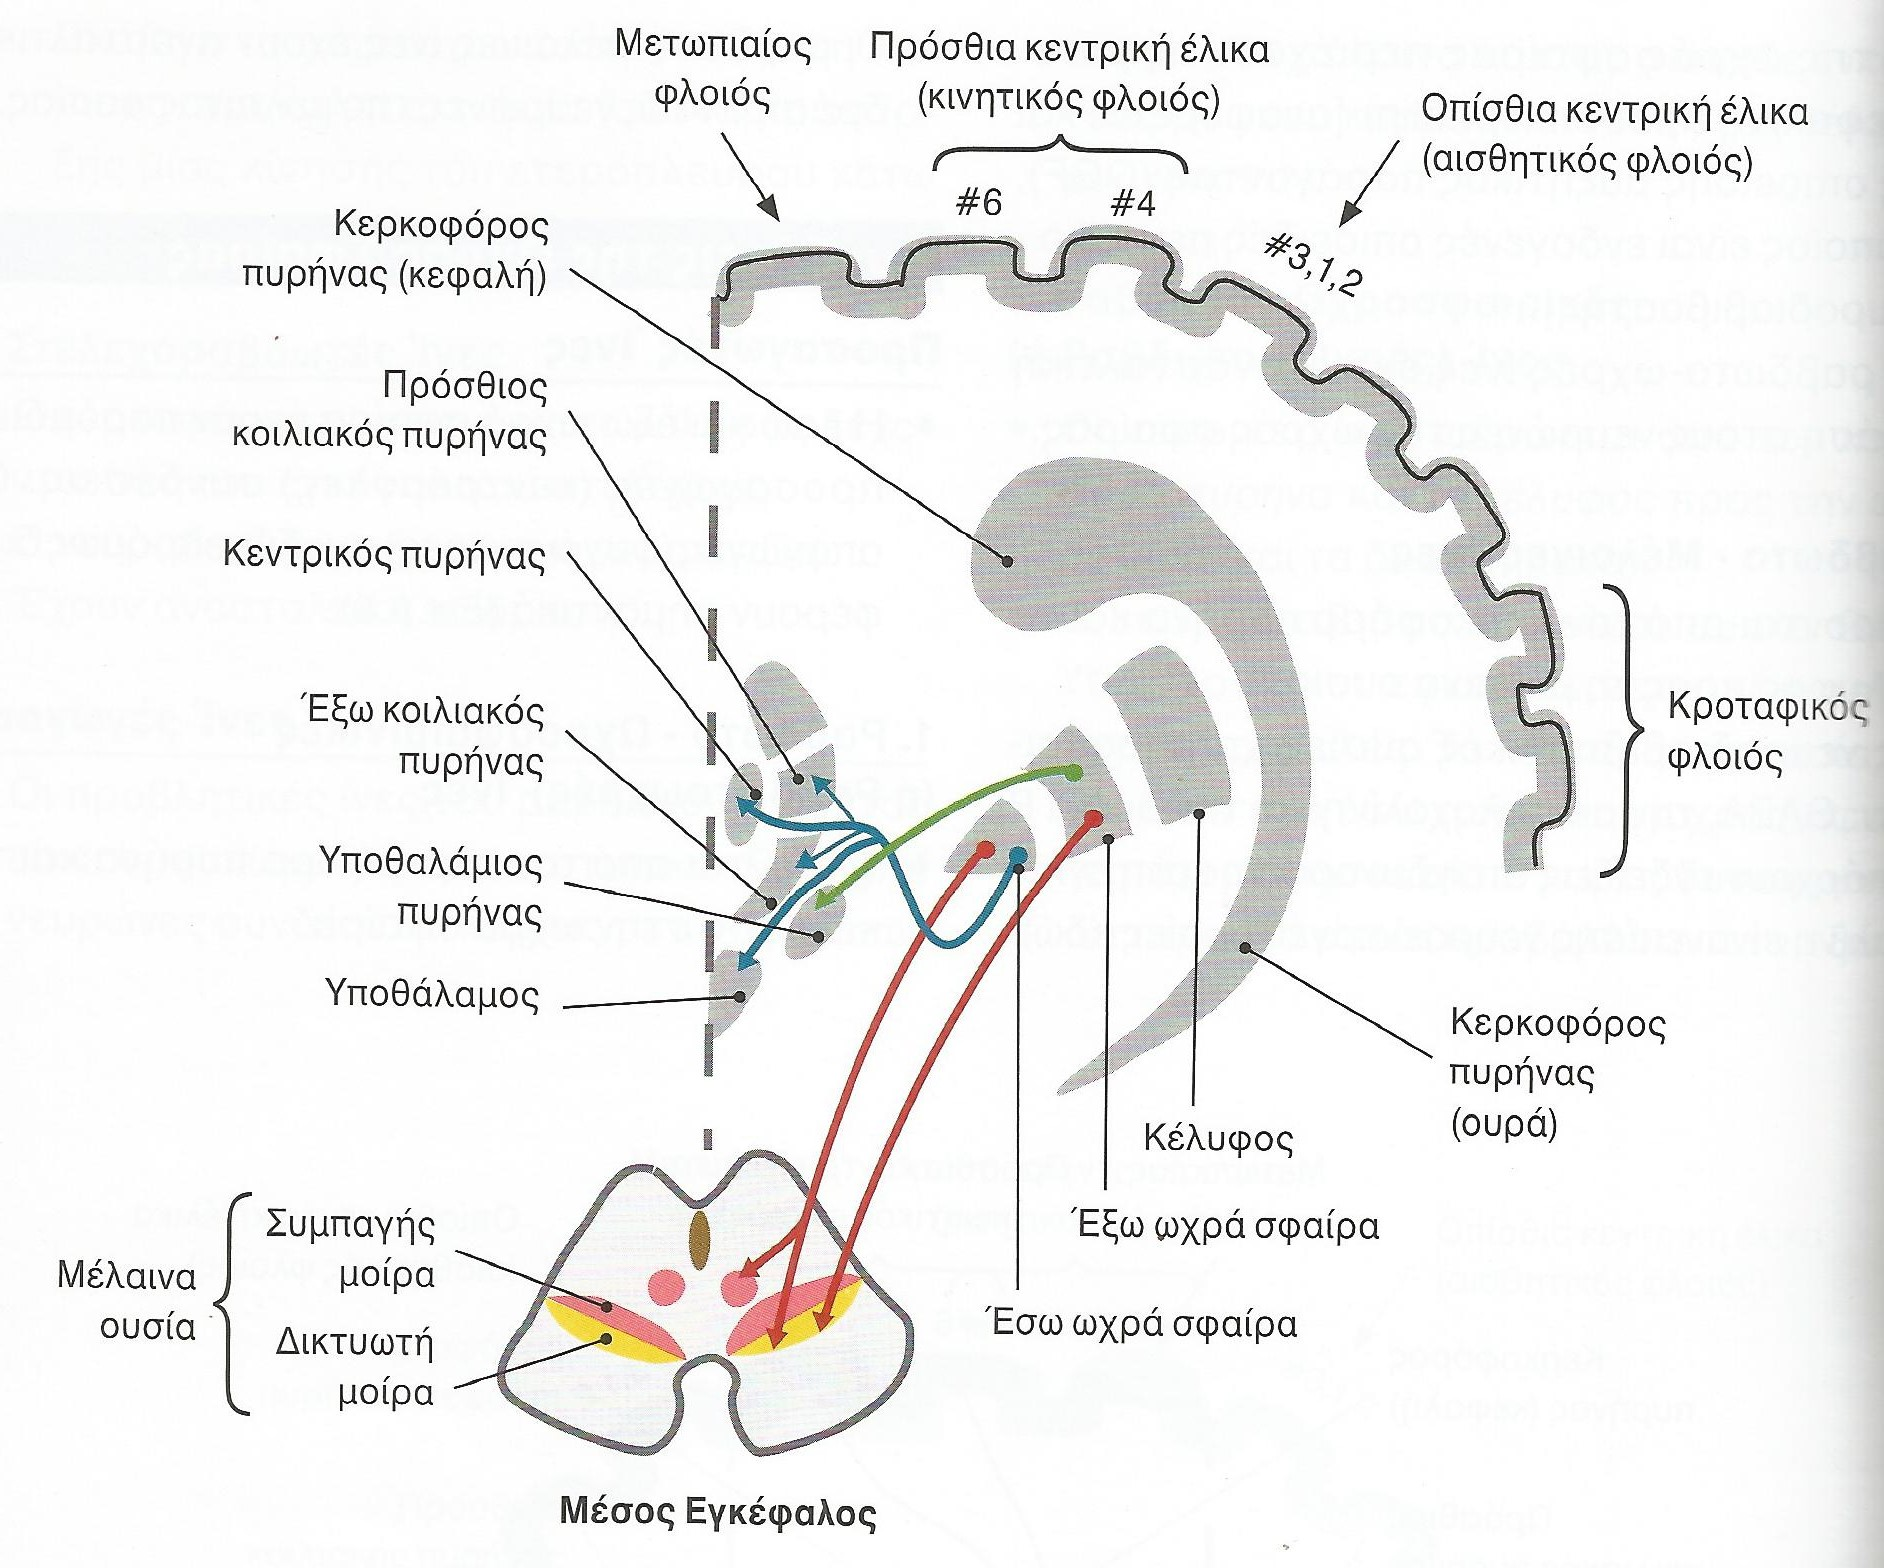 Μετωπιαίος
φλοιός
Πρόσθια κεντρική έλικα
(κινητικός φλοιός)
Οπίσθια κεντρική έλικα
(αισθητικός φλοιός)
#6
#4
#3,1,2
Κερκοφόρος
πυρήνας (κεφαλή)
Πρόσθιος
κοιλιακός πυρήνας
Κεντρικός πυρήνας
Έξω κοιλιακός
πυρήνας
Υποθαλάμιος
πυρήνας
Υποθάλαμος
Κροταφικός
φλοιός
Κερκοφόρος
πυρήνας
(ουρά)
Κέλυφος
Έξω ωχρά σφαίρα
Έσω ωχρά σφαίρα
Μέλαινα
ουσία
Συμπαγής
μοίρα
Δικτυωτή
μοίρα
Μέσος Εγκέφαλος